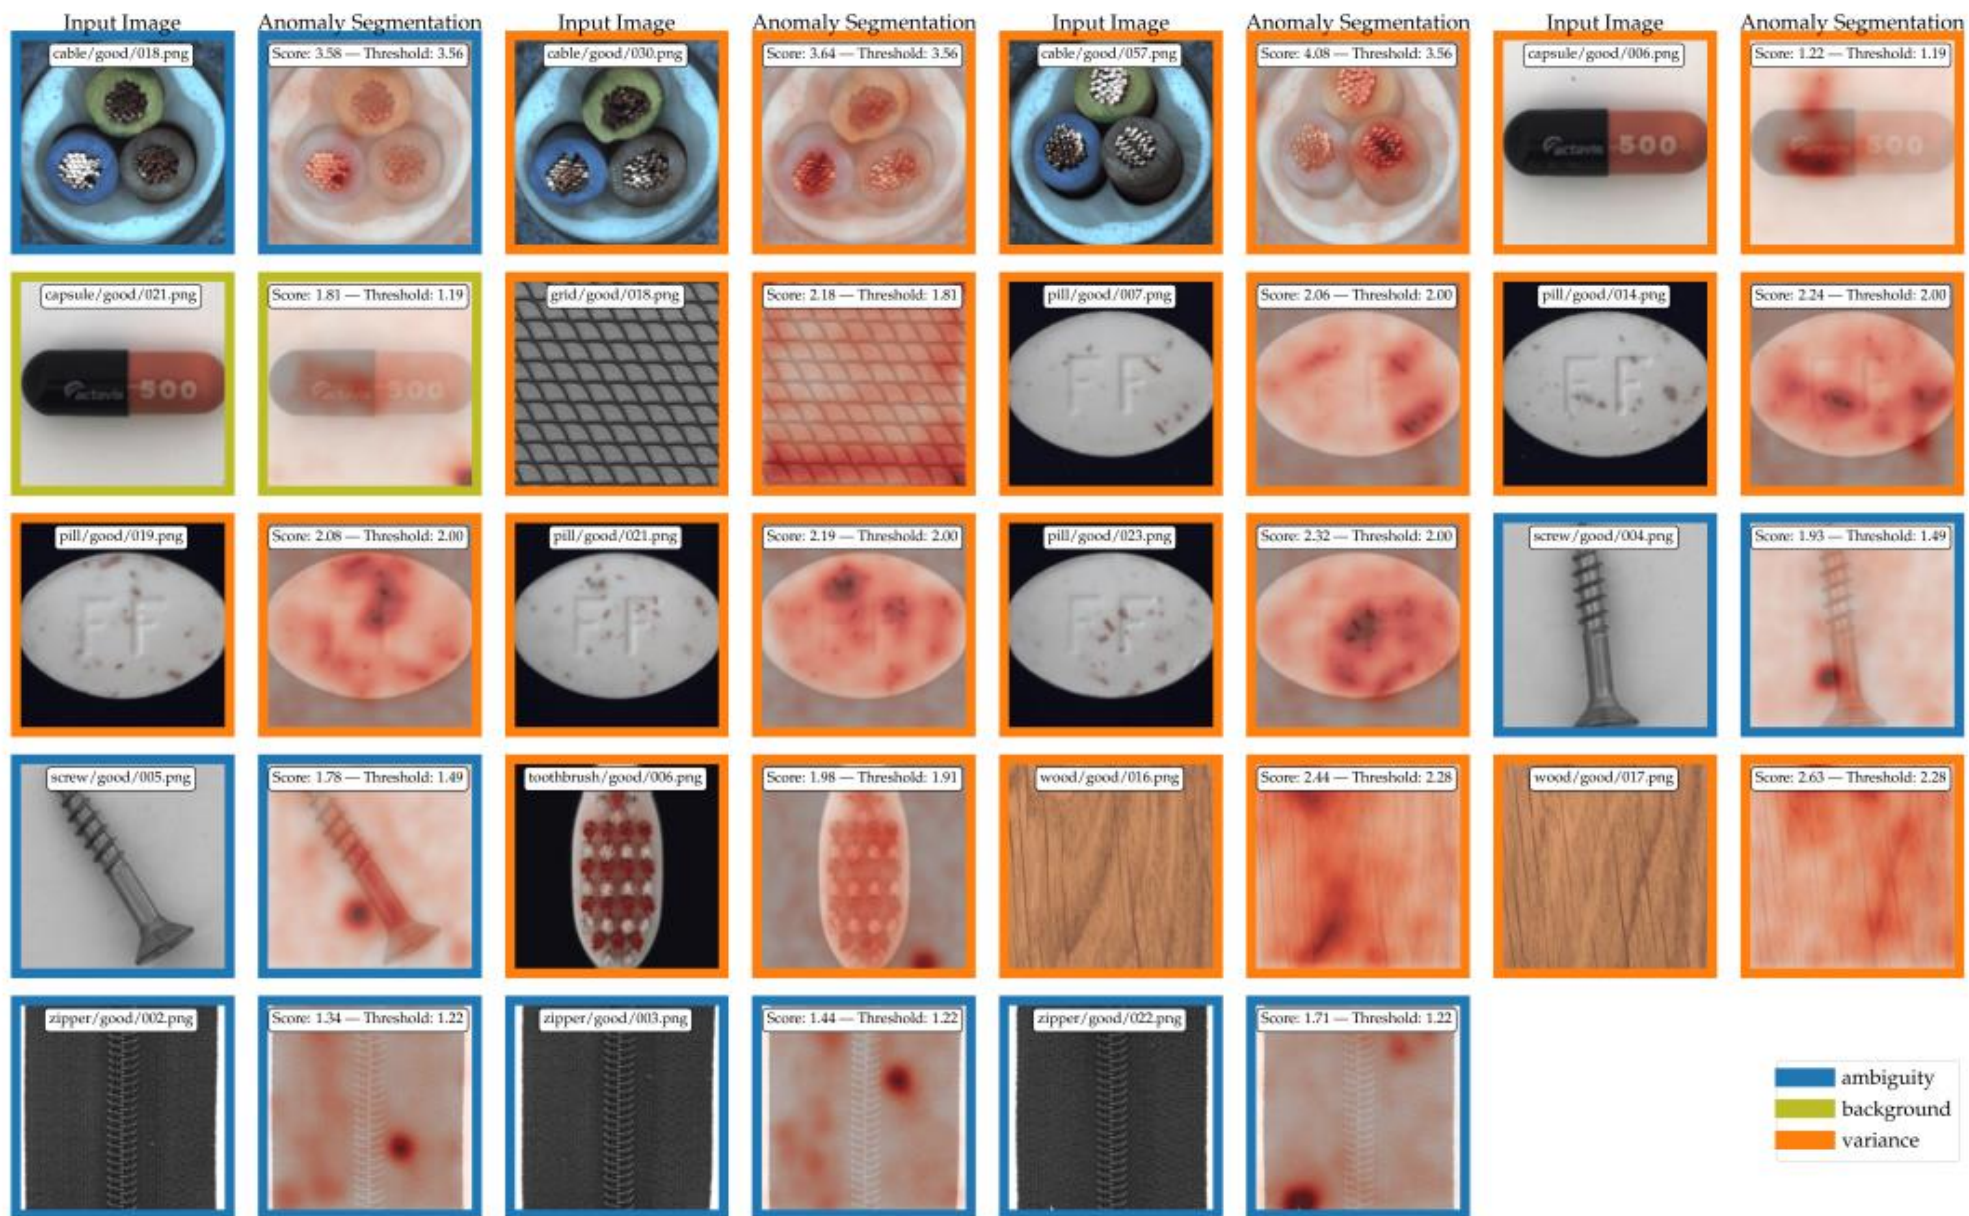 Input Image Anomaly Segmentation Input Image Anomaly Segmentation Input Image Anomaly Segmentation Input Image Anomaly Segmentation
cable/good/018.png Score: 3.58 — Threshold: 3.56 cable/good/030.png Score: 3.64 — Threshold: 3.56 cable/good/057.png Score: 4.08 — Threshold: 3.56 capsule/good/006.png Score: 1.22 — Threshold: 1.19
actavis 500 500
capsule/good/021.png Score: 1.81 — Threshold: 1.19 grid/good/018.png Score: 2.18 — Threshold: 1.81 pill/good/007.png Score: 2.06 — Threshold: 2.00 pill/good/014.png Score: 2.24 — Threshold: 2.00
actavis 500 500 FF FF
pill/good/019.png Score: 2.08 — Threshold: 2.00 pill/good/021.png Score: 2.19 — Threshold: 2.00 pill/good/023.png Score: 2.32 — Threshold: 2.00 screw/good/004.png Score: 1.93 — Threshold: 1.49
FF FF FF
screw/good/005.png Score: 1.78 — Threshold: 1.49 toothbrush/good/006.png Score: 1.98 — Threshold: 1.91 wood/good/016.png Score: 2.44 — Threshold: 2.28 wood/good/017.png Score: 2.63 — Threshold: 2.28
zipper/good/002.png Score: 1.34 — Threshold: 1.22 zipper/good/003.png Score: 1.44 — Threshold: 1.22 zipper/good/022.png Score: 1.71 — Threshold: 1.22
ambiguity
background
variance